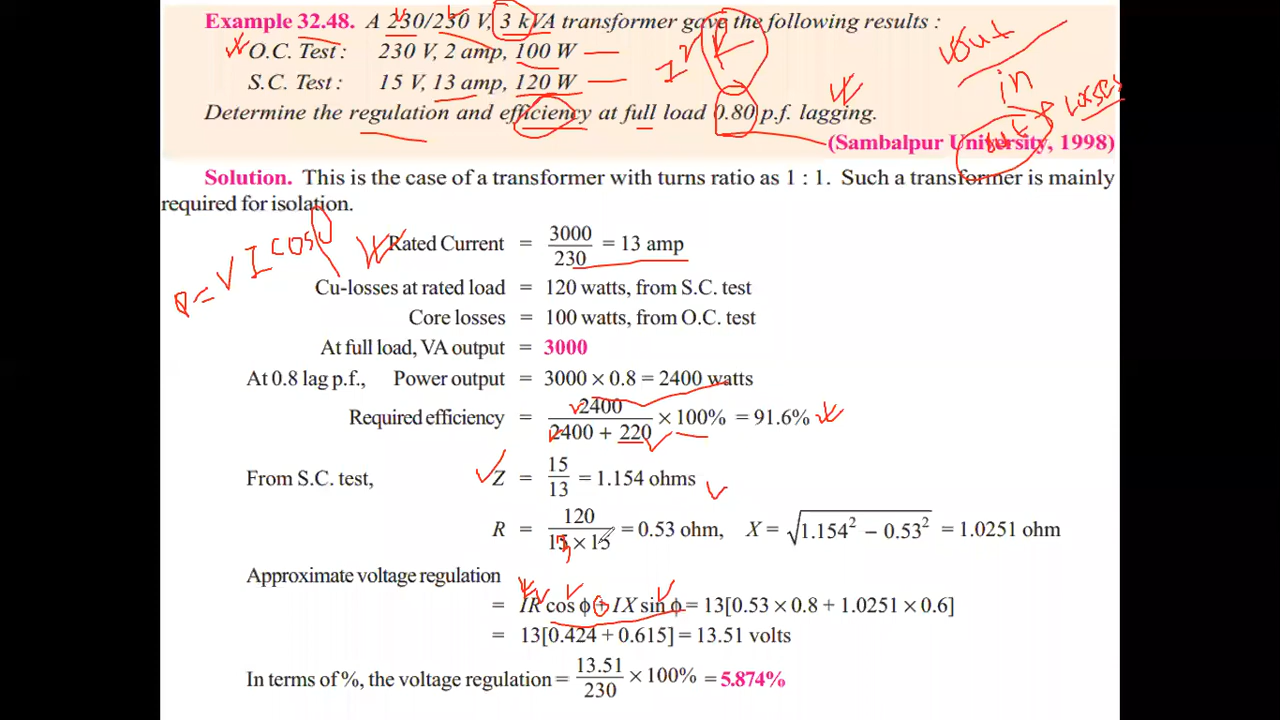 Example 32.48. A 230/230 V, 3 kVA transformer gave the following results :
O.C. Test : 230 V, 2 amp, 100 W
S.C. Test : 15 V, 13 amp, 120 W
Determine the regulation and efficiency at full load 0.80 p.f. lagging.
(Sambalpur University, 1998)
I² R
out
in
out + Losses
Solution. This is the case of a transformer with turns ratio as 1 : 1. Such a transformer is mainly
required for isolation.
P = V I cos
Rated Current = 3000/230 = 13 amp
Cu-losses at rated load = 120 watts, from S.C. test
Core losses = 100 watts, from O.C. test
At full load, VA output = 3000
At 0.8 lag p.f., Power output = 3000 × 0.8 = 2400 watts
Required efficiency = 2400/(2400 + 220) × 100% = 91.6%
From S.C. test, Z = 15/13 = 1.154 ohms
R = 120/(13 × 15) = 0.53 ohm, X = √(1.154² − 0.53²) = 1.0251 ohm
Approximate voltage regulation
= IR cos ϕ + IX sin ϕ = 13[0.53 × 0.8 + 1.0251 × 0.6]
= 13[0.424 + 0.615] = 13.51 volts
In terms of %, the voltage regulation = 13.51/230 × 100% = 5.874%